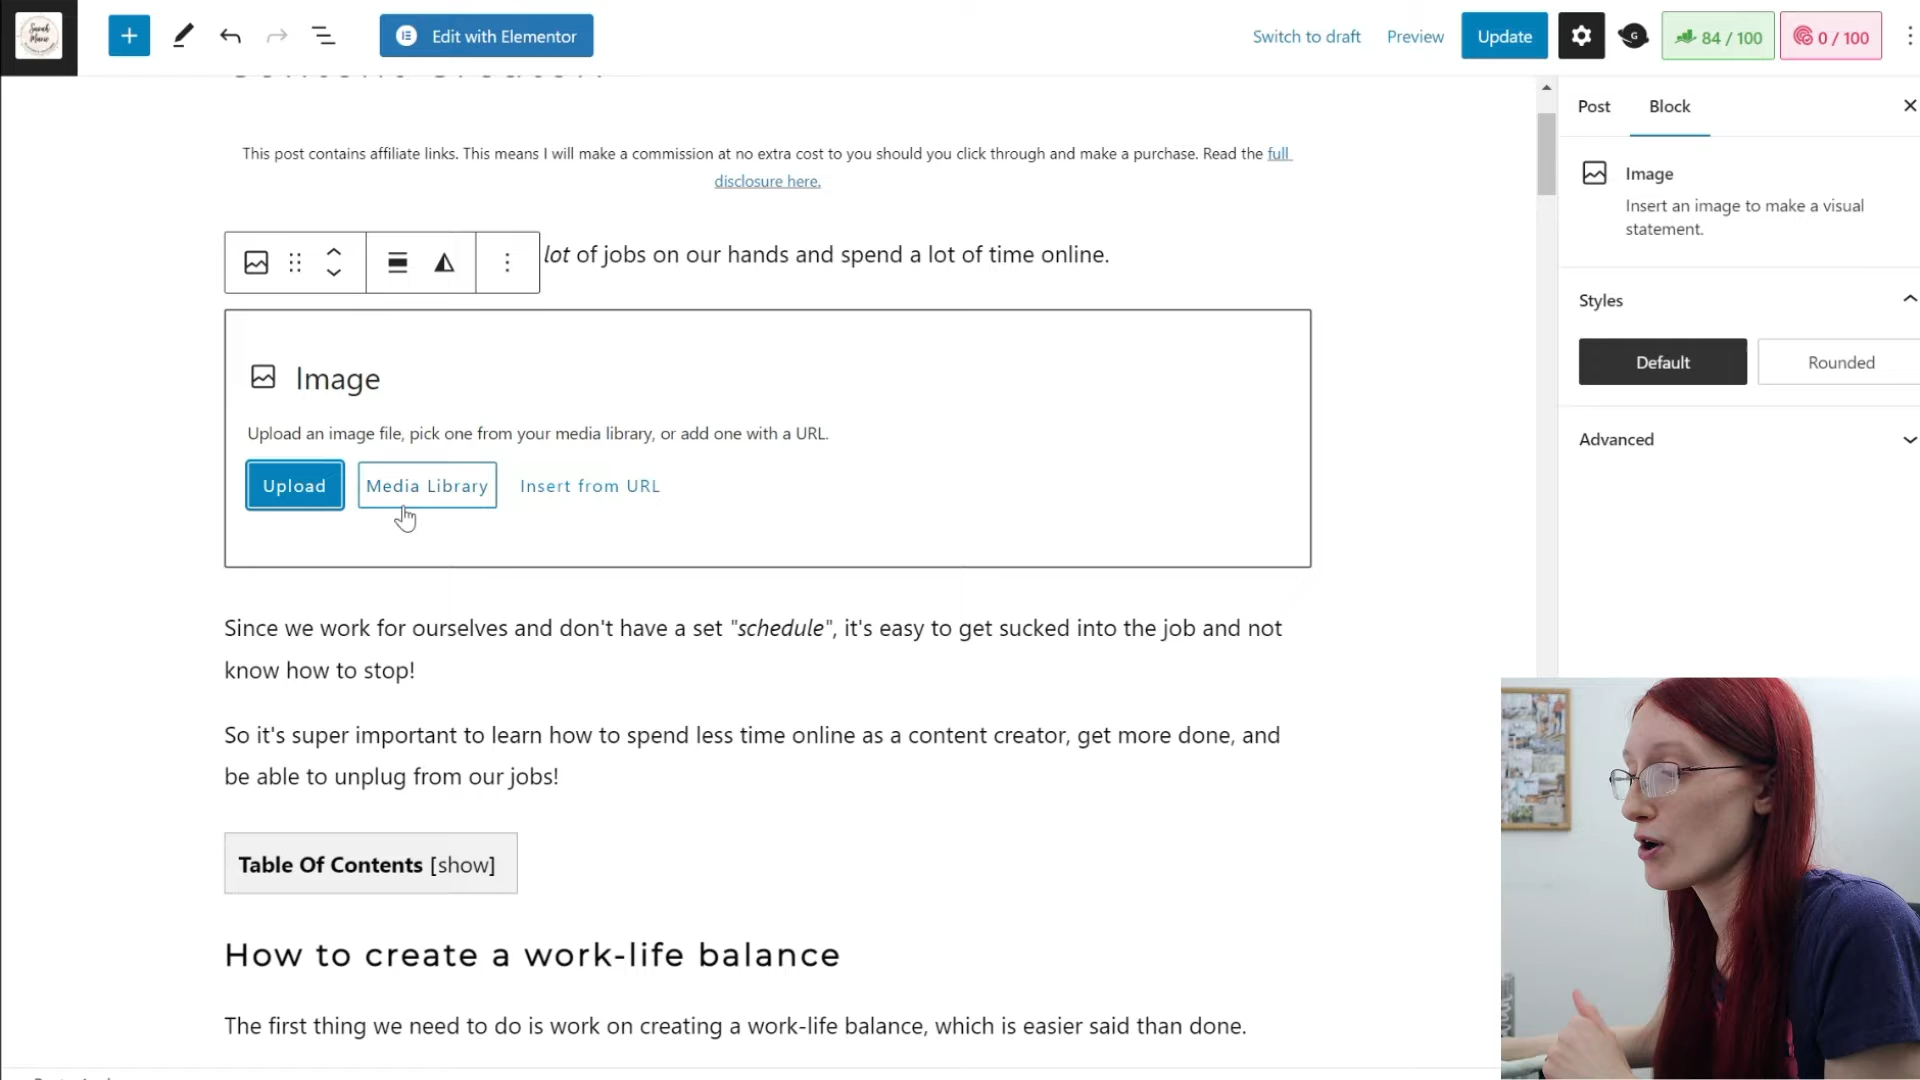 Sarah
Marie
Edit with Elementor
Switch to draft
Preview
Update
G
84 / 100
0 / 100
Content Creator
Post
Block
This post contains affiliate links. This means I will make a commission at no extra cost to you should you click through and make a purchase. Read the full
disclosure here.
Image
Insert an image to make a visual
statement.
lot of jobs on our hands and spend a lot of time online.
Styles
Default
Rounded
Advanced
Image
Upload an image file, pick one from your media library, or add one with a URL.
Upload
Media Library
Insert from URL
Since we work for ourselves and don't have a set "schedule", it's easy to get sucked into the job and not
know how to stop!
So it's super important to learn how to spend less time online as a content creator, get more done, and
be able to unplug from our jobs!
Table Of Contents [show]
How to create a work-life balance
The first thing we need to do is work on creating a work-life balance, which is easier said than done.